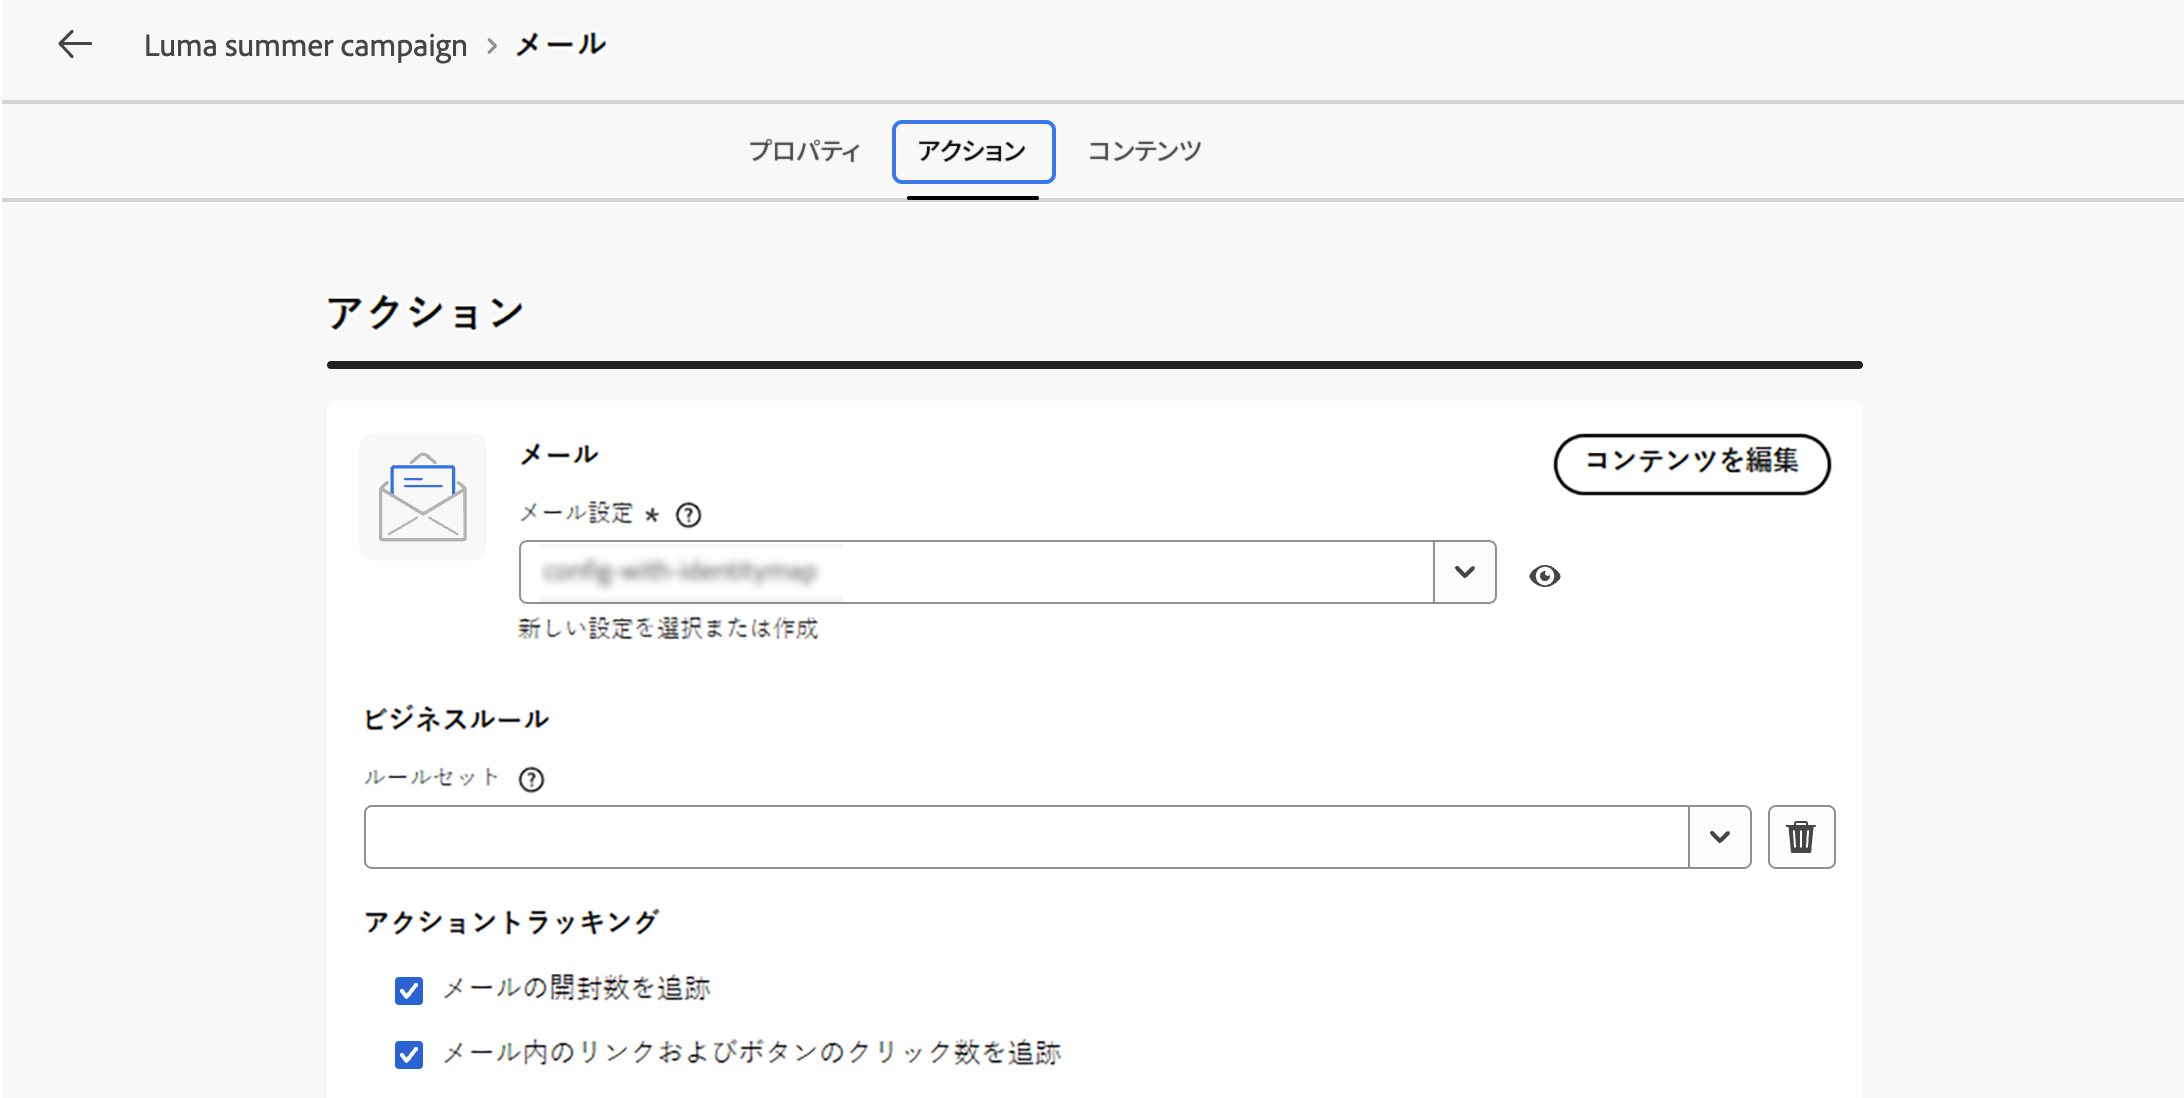 Luma summer campaign > メール
プロパティ アクション コンテンツ
アクション
メール
コンテンツを編集
メール設定 *
config-with-identitymap
新しい設定を選択または作成
ビジネスルール
ルールセット
アクショントラッキング
メールの開封数を追跡
メール内のリンクおよびボタンのクリック数を追跡